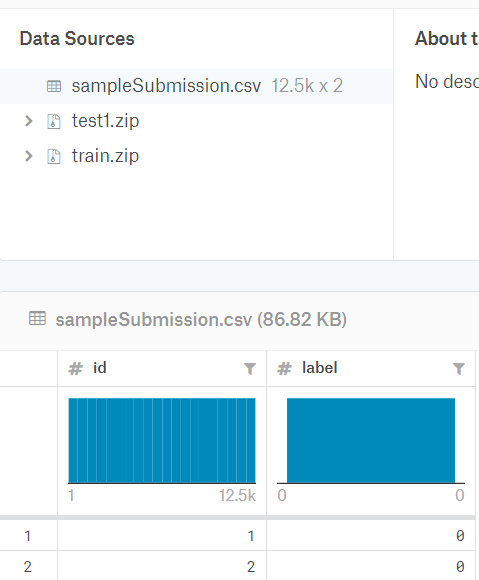 Data Sources
About t
sampleSubmission.csv 12.5k x 2
No desc
test1.zip
train.zip
sampleSubmission.csv (86.82 KB)
# id # label
1 12.5k 0 0
1 1 0
2 2 0